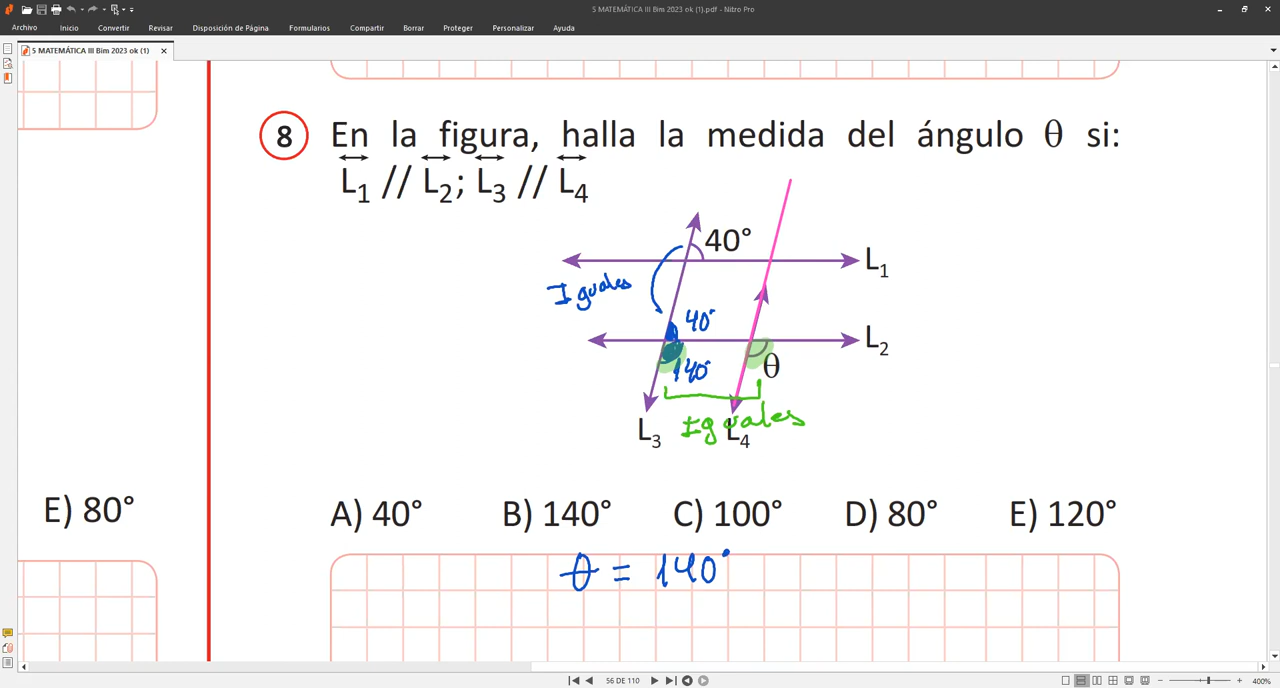 5 MATEMÁTICA III Bim 2023 ok (1).pdf - Nitro Pro
Archivo Inicio Convertir Revisar Disposición de Página Formularios Compartir Borrar Proteger Personalizar Ayuda
5 MATEMÁTICA III Bim 2023 ok (1)
8 En la figura, halla la medida del ángulo θ si:
L1 // L2; L3 // L4
40°
L1
Iguales
40°
L2
140°
θ
Iguales
L3
L4
E) 80°
A) 40° B) 140° C) 100° D) 80° E) 120°
θ = 140°
56 DE 110
400%